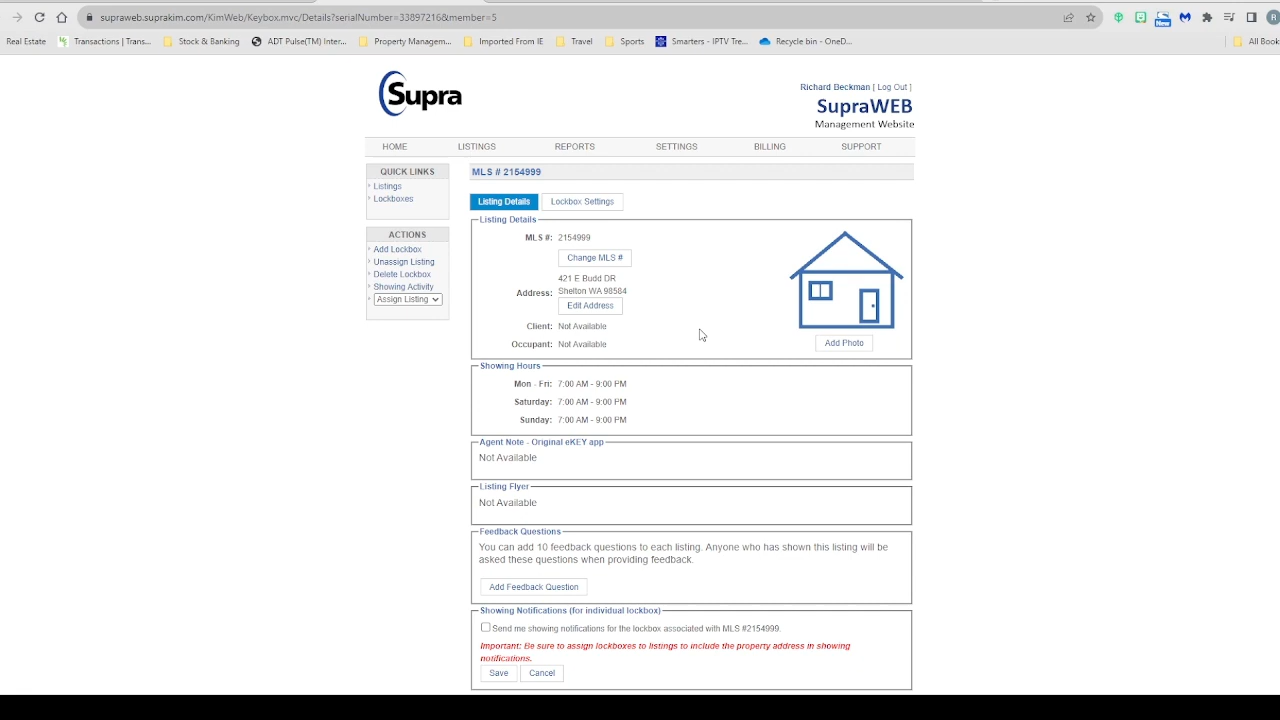 supraweb.suprakim.com/KimWeb/Keybox.mvc/Details?serialNumber=33897216&member=5
Real Estate Transactions | Trans... Stock & Banking ADT Pulse(TM) Inter... Property Managem... Imported From IE Travel Sports Smarters - IPTV Tre... Recycle bin - OneD... All Book
New
Supra
Richard Beckman [ Log Out ]
SupraWEB
Management Website
HOME LISTINGS REPORTS SETTINGS BILLING SUPPORT
QUICK LINKS
Listings
Lockboxes
ACTIONS
Add Lockbox
Unassign Listing
Delete Lockbox
Showing Activity
Assign Listing
MLS # 2154999
Listing Details Lockbox Settings
Listing Details
MLS #: 2154999
Change MLS #
421 E Budd DR
Shelton WA 98584
Address:
Edit Address
Client: Not Available
Occupant: Not Available
Add Photo
Showing Hours
Mon - Fri: 7:00 AM - 9:00 PM
Saturday: 7:00 AM - 9:00 PM
Sunday: 7:00 AM - 9:00 PM
Agent Note - Original eKEY app
Not Available
Listing Flyer
Not Available
Feedback Questions
You can add 10 feedback questions to each listing. Anyone who has shown this listing will be
asked these questions when providing feedback.
Add Feedback Question
Showing Notifications (for individual lockbox)
Send me showing notifications for the lockbox associated with MLS #2154999.
Important: Be sure to assign lockboxes to listings to include the property address in showing
notifications.
Save Cancel